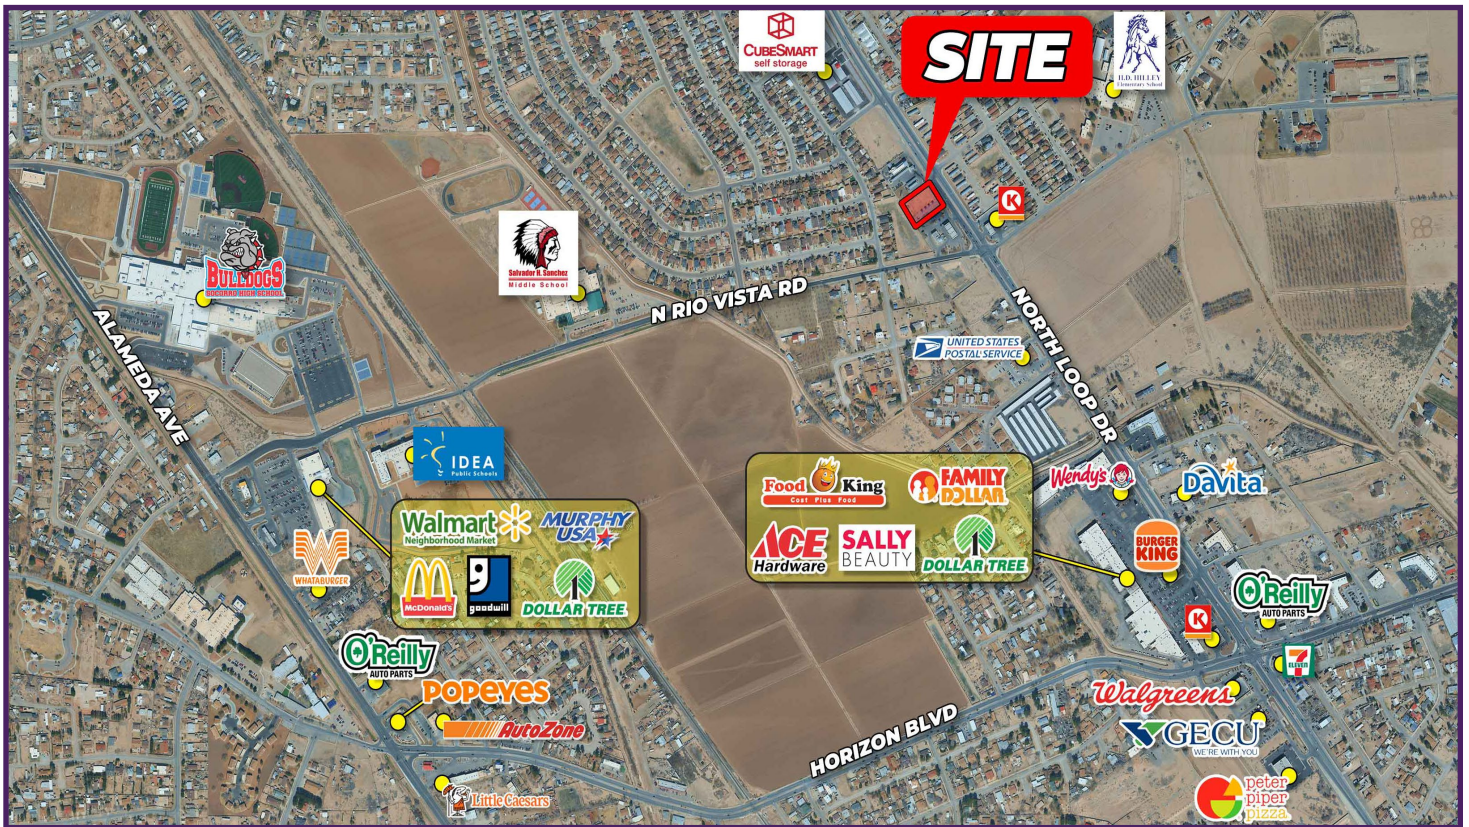 CUBESMART
self storage
SITE
H.D. HILLEY
Elementary School
K
BULLDOGS
SOCORRO HIGH SCHOOL
Salvador H. Sanchez
Middle School
N RIO VISTA RD
NORTH LOOP DR
ALAMEDA AVE
UNITED STATES
POSTAL SERVICE
IDEA
Public Schools
Walmart
Neighborhood Market
MURPHY
USA
McDonald's
g
goodwill
DOLLAR TREE
W
WHATABURGER
Food King
Cost Plus Food
FAMILY
DOLLAR
ACE
Hardware
SALLY
BEAUTY
DOLLAR TREE
Wendy's
DaVita
BURGER
KING
O'Reilly
AUTO PARTS
K
7
ELEVEN
O'Reilly
AUTO PARTS
POPEYES
AutoZone
Little Caesars
HORIZON BLVD
Walgreens
GECU
WE'RE WITH YOU
peter
piper
pizza